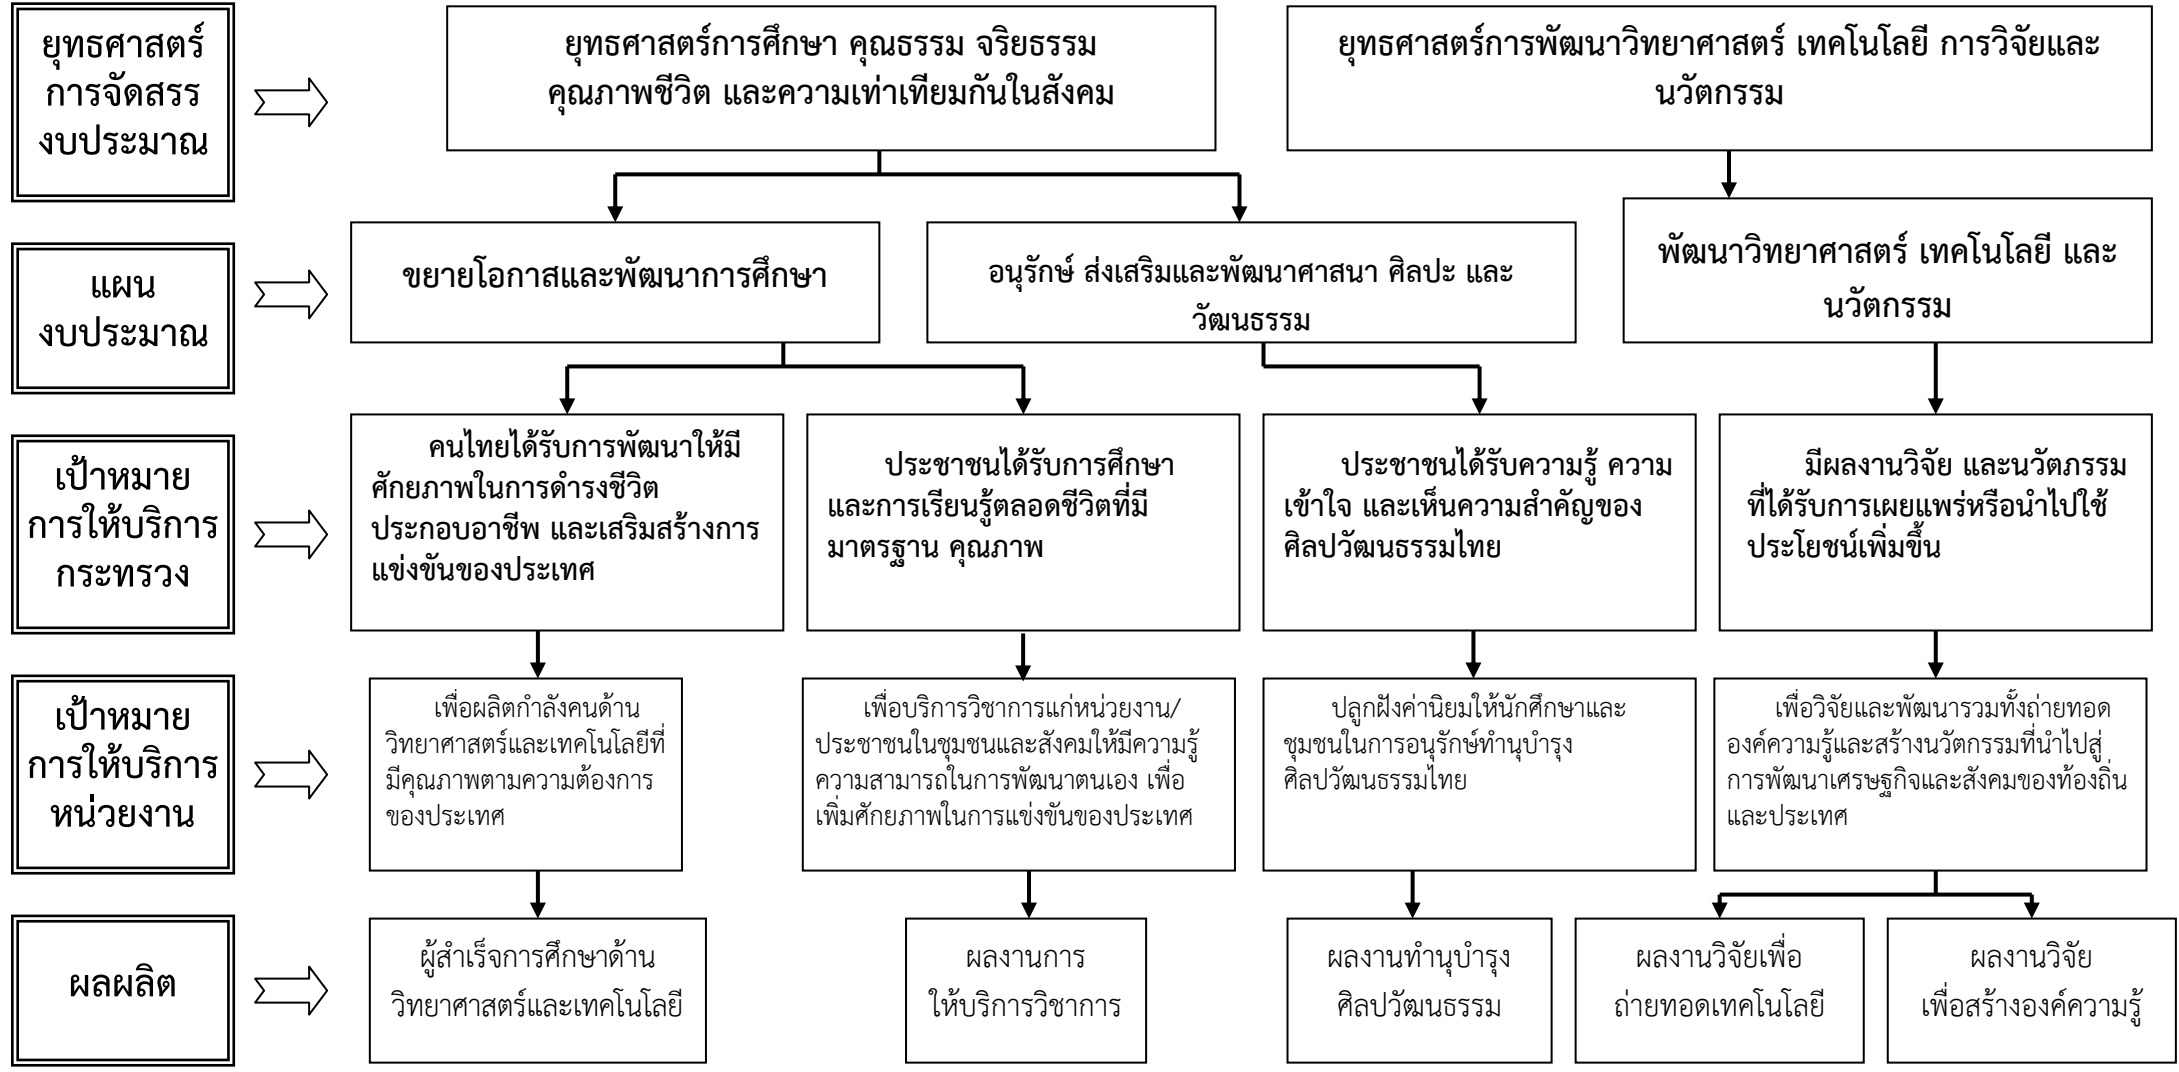 ยุทธศาสตร์
การจัดสรร
งบประมาณ
ยุทธศาสตร์การศึกษา คุณธรรม จริยธรรม
คุณภาพชีวิต และความเท่าเทียมกันในสังคม
ยุทธศาสตร์การพัฒนาวิทยาศาสตร์ เทคโนโลยี การวิจัยและ
นวัตกรรม
แผน
งบประมาณ
ขยายโอกาสและพัฒนาการศึกษา
อนุรักษ์ ส่งเสริมและพัฒนาศาสนา ศิลปะ และ
วัฒนธรรม
พัฒนาวิทยาศาสตร์ เทคโนโลยี และ
นวัตกรรม
เป้าหมาย
การให้บริการ
กระทรวง
คนไทยได้รับการพัฒนาให้มี
ศักยภาพในการดำรงชีวิต
ประกอบอาชีพ และเสริมสร้างการ
แข่งขันของประเทศ
ประชาชนได้รับการศึกษา
และการเรียนรู้ตลอดชีวิตที่มี
มาตรฐาน คุณภาพ
ประชาชนได้รับความรู้ ความ
เข้าใจ และเห็นความสำคัญของ
ศิลปวัฒนธรรมไทย
มีผลงานวิจัย และนวัตภรรม
ที่ได้รับการเผยแพร่หรือนำไปใช้
ประโยชน์เพิ่มขึ้น
เป้าหมาย
การให้บริการ
หน่วยงาน
เพื่อผลิตกำลังคนด้าน
วิทยาศาสตร์และเทคโนโลยีที่
มีคุณภาพตามความต้องการ
ของประเทศ
เพื่อบริการวิชาการแก่หน่วยงาน/
ประชาชนในชุมชนและสังคมให้มีความรู้
ความสามารถในการพัฒนาตนเอง เพื่อ
เพิ่มศักยภาพในการแข่งขันของประเทศ
ปลูกฝังค่านิยมให้นักศึกษาและ
ชุมชนในการอนุรักษ์ทำนุบำรุง
ศิลปวัฒนธรรมไทย
เพื่อวิจัยและพัฒนารวมทั้งถ่ายทอด
องค์ความรู้และสร้างนวัตกรรมที่นำไปสู่
การพัฒนาเศรษฐกิจและสังคมของท้องถิ่น
และประเทศ
ผลผลิต
ผู้สำเร็จการศึกษาด้าน
วิทยาศาสตร์และเทคโนโลยี
ผลงานการ
ให้บริการวิชาการ
ผลงานทำนุบำรุง
ศิลปวัฒนธรรม
ผลงานวิจัยเพื่อ
ถ่ายทอดเทคโนโลยี
ผลงานวิจัย
เพื่อสร้างองค์ความรู้